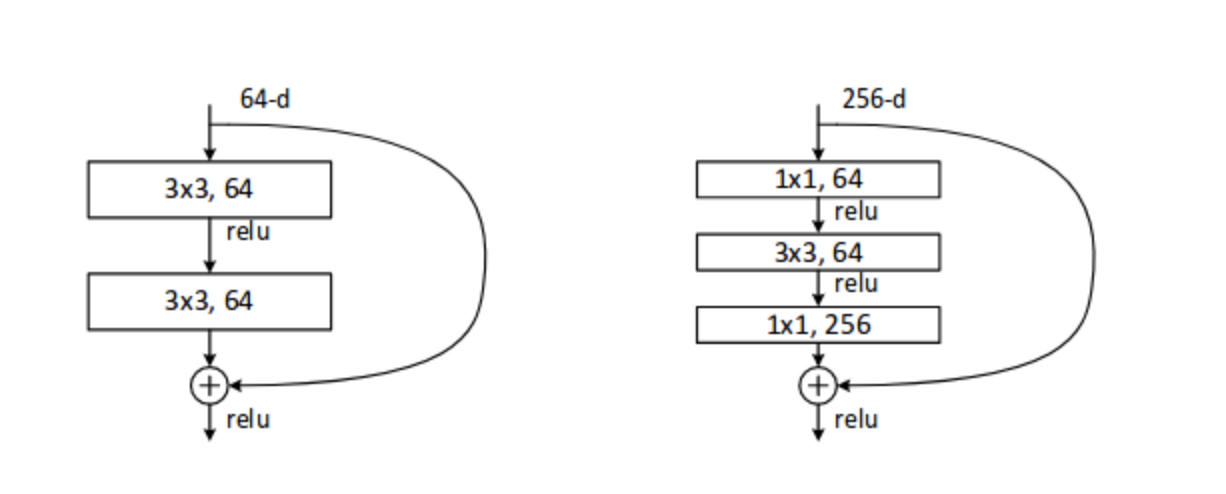 64-d
3x3, 64
relu
3x3, 64
+
relu
256-d
1x1, 64
relu
3x3, 64
relu
1x1, 256
+
relu